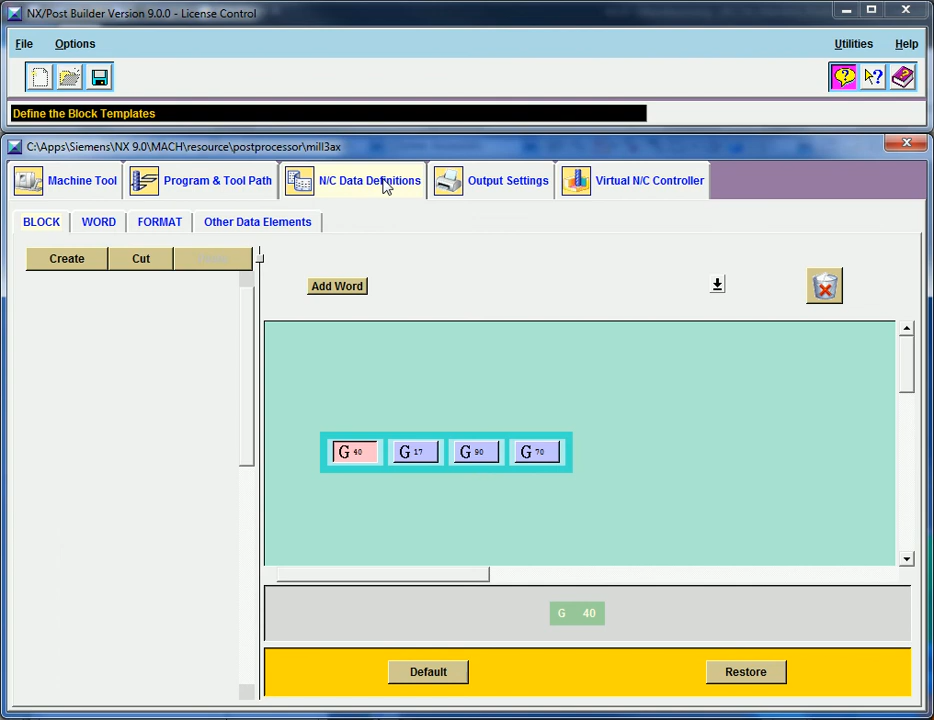 NX/Post Builder Version 9.0.0 - License Control
File Options Utilities Help
Define the Block Templates
C:\Apps\Siemens\NX 9.0\MACH\resource\postprocessor\mill3ax
Machine Tool Program & Tool Path N/C Data Definitions Output Settings Virtual N/C Controller
BLOCK WORD FORMAT Other Data Elements
Create Cut
Add Word
G 40 G 17 G 90 G 70
G 40
Default Restore